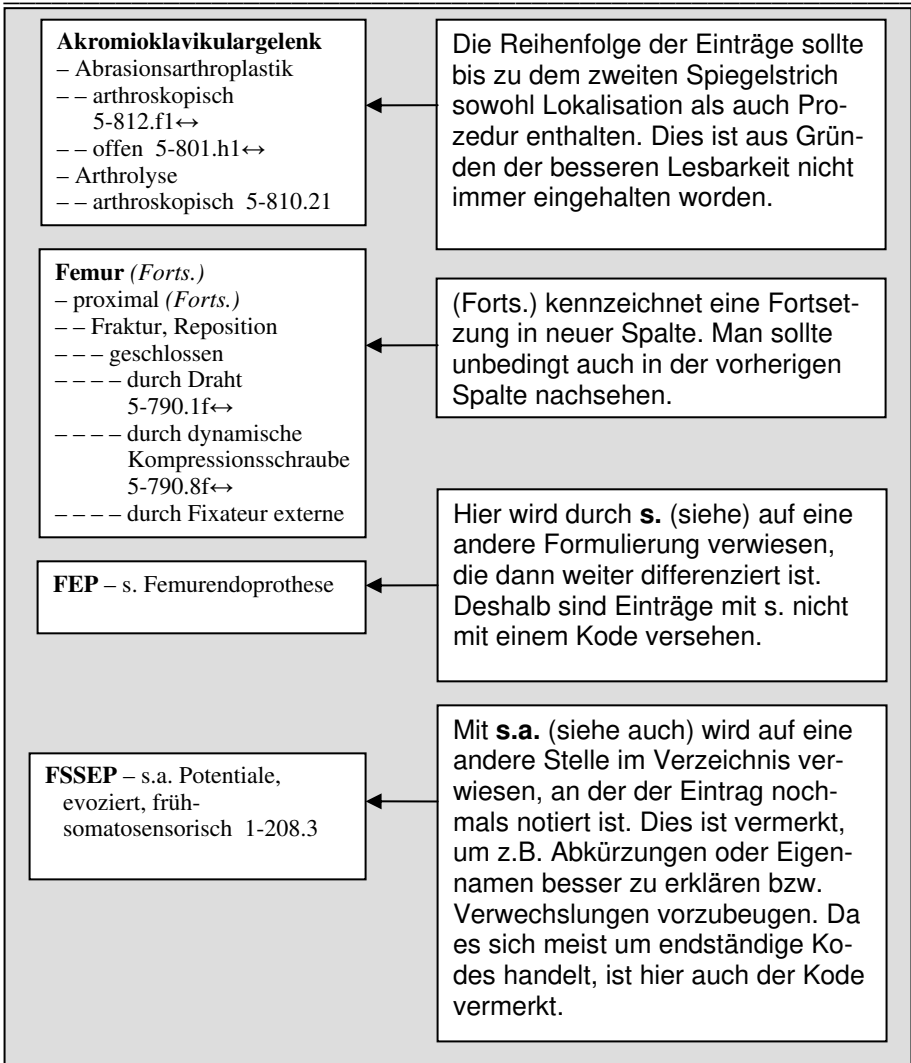 Akromioklavikulargelenk
– Abrasionsarthroplastik
– – arthroskopisch
5-812.f1↔
– – offen 5-801.h1↔
– Arthrolyse
– – arthroskopisch 5-810.21
Die Reihenfolge der Einträge sollte
bis zu dem zweiten Spiegelstrich
sowohl Lokalisation als auch Pro-
zedur enthalten. Dies ist aus Grün-
den der besseren Lesbarkeit nicht
immer eingehalten worden.
Femur (Forts.)
– proximal (Forts.)
– – Fraktur, Reposition
– – – geschlossen
– – – – durch Draht
5-790.1f↔
– – – – durch dynamische
Kompressionsschraube
5-790.8f↔
– – – – durch Fixateur externe
(Forts.) kennzeichnet eine Fortset-
zung in neuer Spalte. Man sollte
unbedingt auch in der vorherigen
Spalte nachsehen.
FEP – s. Femurendoprothese
Hier wird durch s. (siehe) auf eine
andere Formulierung verwiesen,
die dann weiter differenziert ist.
Deshalb sind Einträge mit s. nicht
mit einem Kode versehen.
FSSEP – s.a. Potentiale,
evoziert, früh-
somatosensorisch 1-208.3
Mit s.a. (siehe auch) wird auf eine
andere Stelle im Verzeichnis ver-
wiesen, an der der Eintrag noch-
mals notiert ist. Dies ist vermerkt,
um z.B. Abkürzungen oder Eigen-
namen besser zu erklären bzw.
Verwechslungen vorzubeugen. Da
es sich meist um endständige Ko-
des handelt, ist hier auch der Kode
vermerkt.